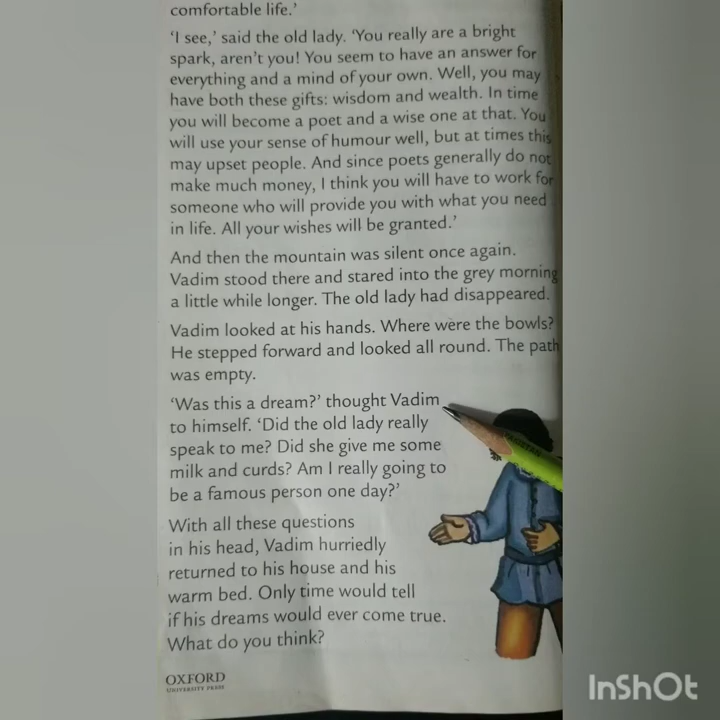 comfortable life.'
'I see,' said the old lady. 'You really are a bright
spark, aren't you! You seem to have an answer for
everything and a mind of your own. Well, you may
have both these gifts: wisdom and wealth. In time
you will become a poet and a wise one at that. You
will use your sense of humour well, but at times this
may upset people. And since poets generally do not
make much money, I think you will have to work for
someone who will provide you with what you need
in life. All your wishes will be granted.'
And then the mountain was silent once again.
Vadim stood there and stared into the grey morning
a little while longer. The old lady had disappeared.
Vadim looked at his hands. Where were the bowls?
He stepped forward and looked all round. The path
was empty.
'Was this a dream?' thought Vadim
to himself. 'Did the old lady really
speak to me? Did she give me some
milk and curds? Am I really going to
be a famous person one day?'
With all these questions
in his head, Vadim hurriedly
returned to his house and his
warm bed. Only time would tell
if his dreams would ever come true.
What do you think?
OXFORD
UNIVERSITY PRESS
InShOt